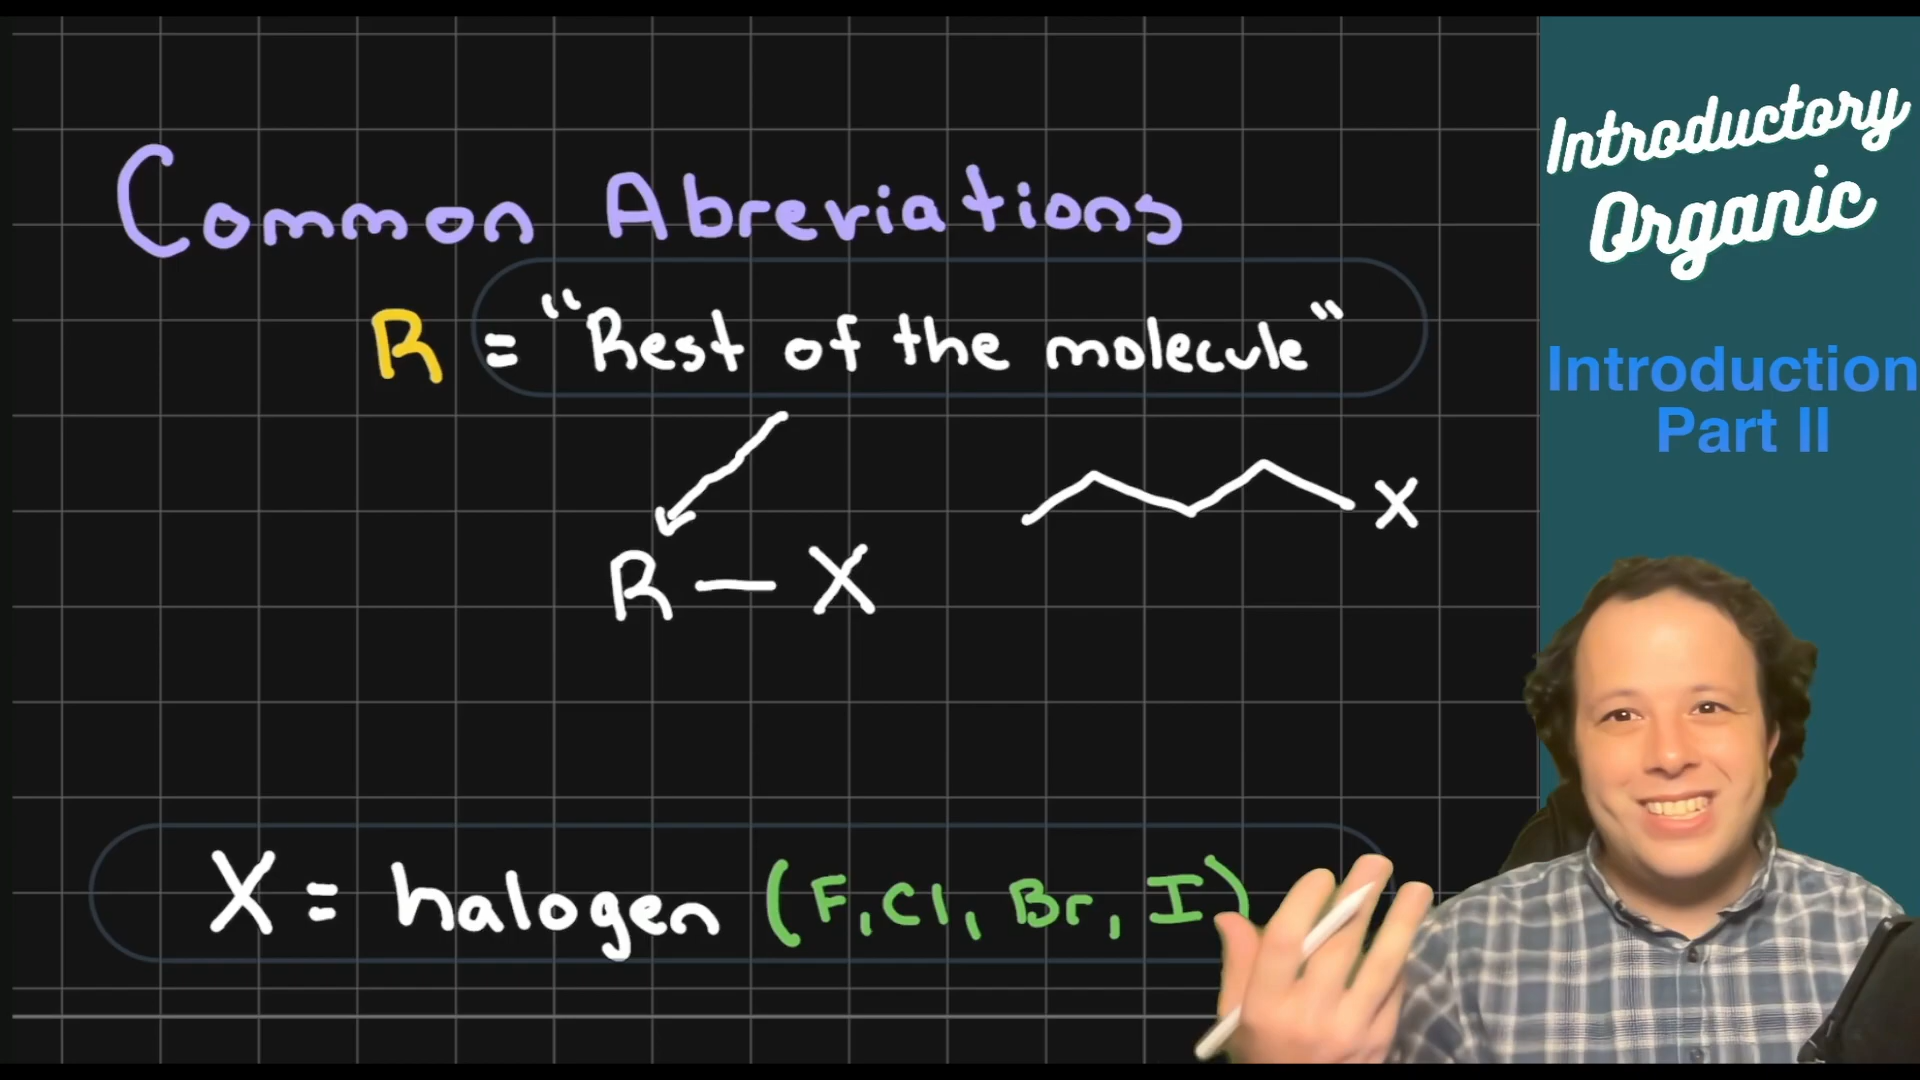 Common Abreviations
R = "Rest of the molecule"
R — X
X
X = halogen (F, Cl, Br, I)
Introductory
Organic
Introduction
Part II